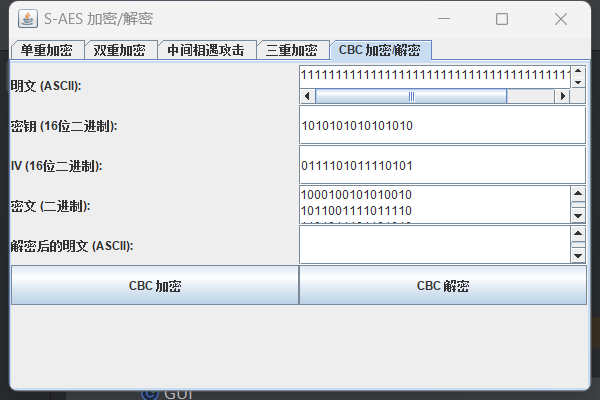 S-AES 加密/解密
单重加密 双重加密 中间相遇攻击 三重加密 CBC 加密/解密
明文 (ASCII):
密钥 (16位二进制): 1010101010101010
IV (16位二进制): 0111101011110101
密文 (二进制): 1000100101010010
1011001111011110
解密后的明文 (ASCII):
CBC 加密 CBC 解密
GUI